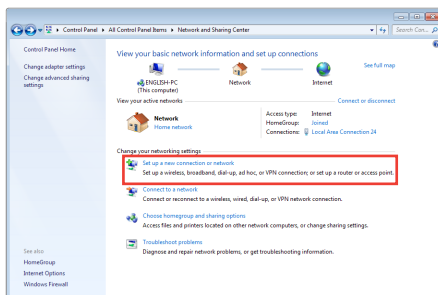 Control Panel ▸ All Control Panel Items ▸ Network and Sharing Center
Search Con...
Control Panel Home
Change adapter settings
Change advanced sharing
settings
See also
HomeGroup
Internet Options
Windows Firewall
View your basic network information and set up connections
See full map
ENGLISH-PC
(This computer)
Network
Internet
View your active networks
Connect or disconnect
Network
Home network
Access type: Internet
HomeGroup: Joined
Connections: Local Area Connection 24
Change your networking settings
Set up a new connection or network
Set up a wireless, broadband, dial-up, ad hoc, or VPN connection; or set up a router or access point.
Connect to a network
Connect or reconnect to a wireless, wired, dial-up, or VPN network connection.
Choose homegroup and sharing options
Access files and printers located on other network computers, or change sharing settings.
Troubleshoot problems
Diagnose and repair network problems, or get troubleshooting information.